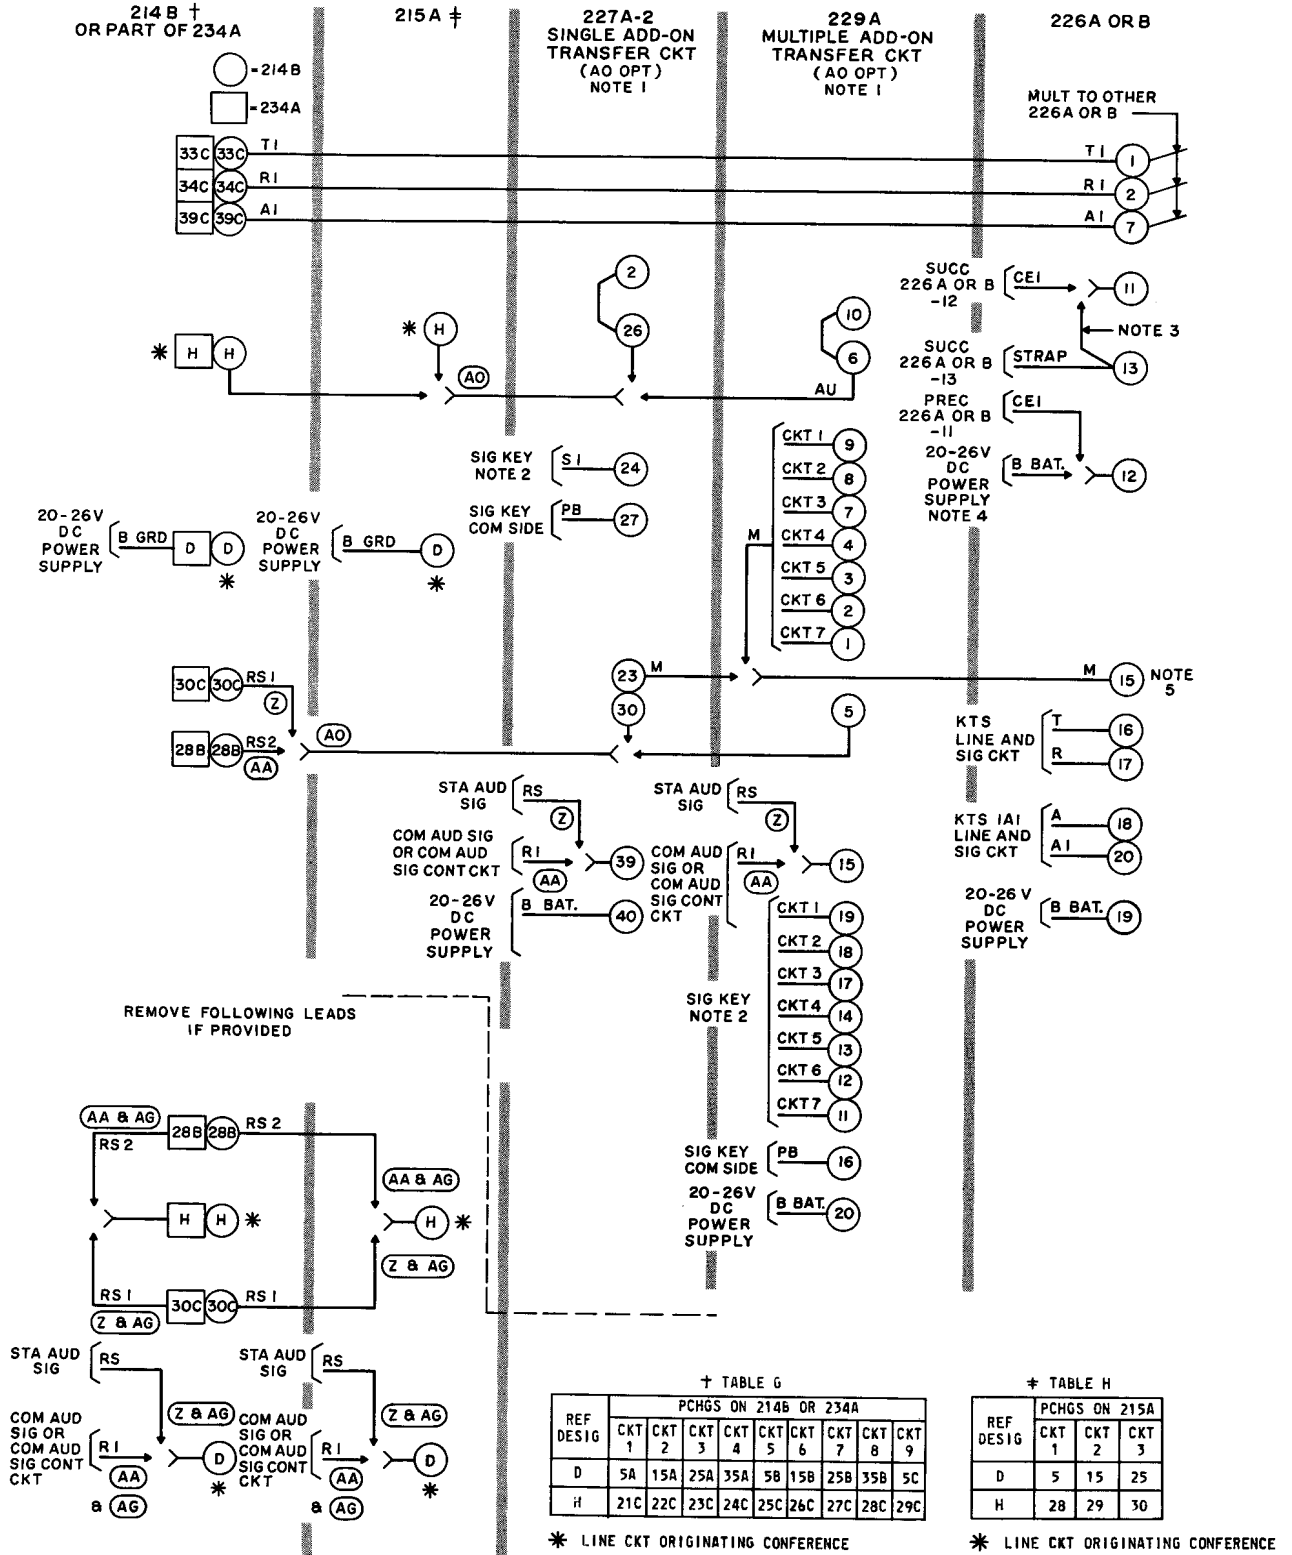 214B †
OR PART OF 234A
215A ‡
227A-2
SINGLE ADD-ON
TRANSFER CKT
(AO OPT)
NOTE 1
229A
MULTIPLE ADD-ON
TRANSFER CKT
(AO OPT)
NOTE 1
226A OR B
=214B
=234A
MULT TO OTHER
226A OR B
33C 33C T1 T1 1
34C 34C R1 R1 2
39C 39C A1 A1 7
2
26
10
6
AU
* H H
* H
AO
SUCC
226A OR B
-12
CE1
11
NOTE 3
SUCC
226A OR B
-13
STRAP
13
PREC
226A OR B
-11
CE1
20-26V
DC
POWER
SUPPLY
NOTE 4
B BAT.
12
SIG KEY
NOTE 2
S1
24
SIG KEY
COM SIDE
PB
27
M
CKT 1 9
CKT 2 8
CKT 3 7
CKT 4 4
CKT 5 3
CKT 6 2
CKT 7 1
20-26V
DC
POWER
SUPPLY
B GRD D D
*
20-26V
DC
POWER
SUPPLY
B GRD D
*
30C 30C RS1
Z
28B 28B RS2
AA
AO
23 M
30
5
M 15 NOTE
5
KTS
LINE AND
SIG CKT
T 16
R 17
KTS 1A1
LINE AND
SIG CKT
A 18
A1 20
20-26V
DC
POWER
SUPPLY
B BAT. 19
STA AUD
SIG
RS
Z
COM AUD SIG
OR COM AUD
SIG CONT CKT
R1
AA
39
20-26V
DC
POWER
SUPPLY
B BAT. 40
STA AUD
SIG
RS
Z
COM AUD
SIG OR
COM AUD
SIG CONT
CKT
R1
AA
15
SIG KEY
NOTE 2
CKT 1 19
CKT 2 18
CKT 3 17
CKT 4 14
CKT 5 13
CKT 6 12
CKT 7 11
SIG KEY
COM SIDE
PB 16
20-26V
DC
POWER
SUPPLY
B BAT. 20
REMOVE FOLLOWING LEADS
IF PROVIDED
AA & AG
RS2
28B 28B RS2
AA & AG
H H *
H *
Z & AG
RS1 30C 30C RS1
Z & AG
STA AUD
SIG
RS
Z & AG
COM AUD
SIG OR
COM AUD
SIG CONT
CKT
R1
AA
& AG
D
*
STA AUD
SIG
RS
Z & AG
COM AUD
SIG OR
COM AUD
SIG CONT
CKT
R1
AA
& AG
D
*
† TABLE G
REF
DESIG
PCHGS ON 214B OR 234A
CKT 1 CKT 2 CKT 3 CKT 4 CKT 5 CKT 6 CKT 7 CKT 8 CKT 9
D 5A 15A 25A 35A 5B 15B 25B 35B 5C
H 21C 22C 23C 24C 25C 26C 27C 28C 29C
* LINE CKT ORIGINATING CONFERENCE
‡ TABLE H
REF
DESIG
PCHGS ON 215A
CKT 1 CKT 2 CKT 3
D 5 15 25
H 28 29 30
* LINE CKT ORIGINATING CONFERENCE